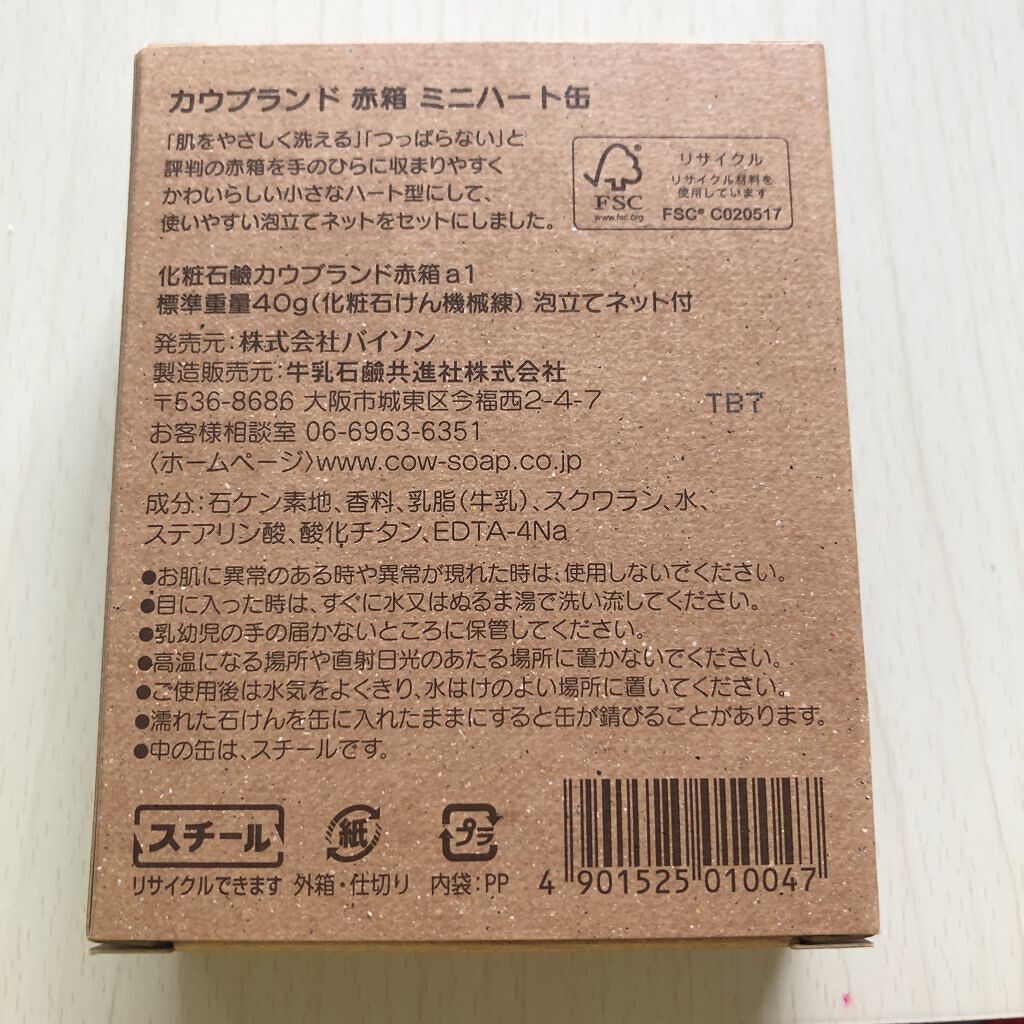 カウブランド 赤箱 ミニハート缶
「肌をやさしく洗える」「つっぱらない」と
評判の赤箱を手のひらに収まりやすく
かわいらしい小さなハート型にして、
使いやすい泡立てネットをセットにしました。
FSC
www.fsc.org
リサイクル
リサイクル材料を
使用しています
FSC® C020517
化粧石鹸カウブランド赤箱a1
標準重量40g(化粧石けん機械練) 泡立てネット付
発売元:株式会社バイソン
製造販売元:牛乳石鹸共進社株式会社
〒536-8686 大阪市城東区今福西2-4-7
TB7
お客様相談室 06-6963-6351
〈ホームページ〉www.cow-soap.co.jp
成分:石ケン素地、香料、乳脂(牛乳)、スクワラン、水、
ステアリン酸、酸化チタン、EDTA-4Na
●お肌に異常のある時や異常が現れた時は、使用しないでください。
●目に入った時は、すぐに水又はぬるま湯で洗い流してください。
●乳幼児の手の届かないところに保管してください。
●高温になる場所や直射日光のあたる場所に置かないでください。
●ご使用後は水気をよくきり、水はけのよい場所に置いてください。
●濡れた石けんを缶に入れたままにすると缶が錆びることがあります。
●中の缶は、スチールです。
スチール
リサイクルできます
紙
外箱・仕切り
プラ
内袋:PP
4 901525 010047